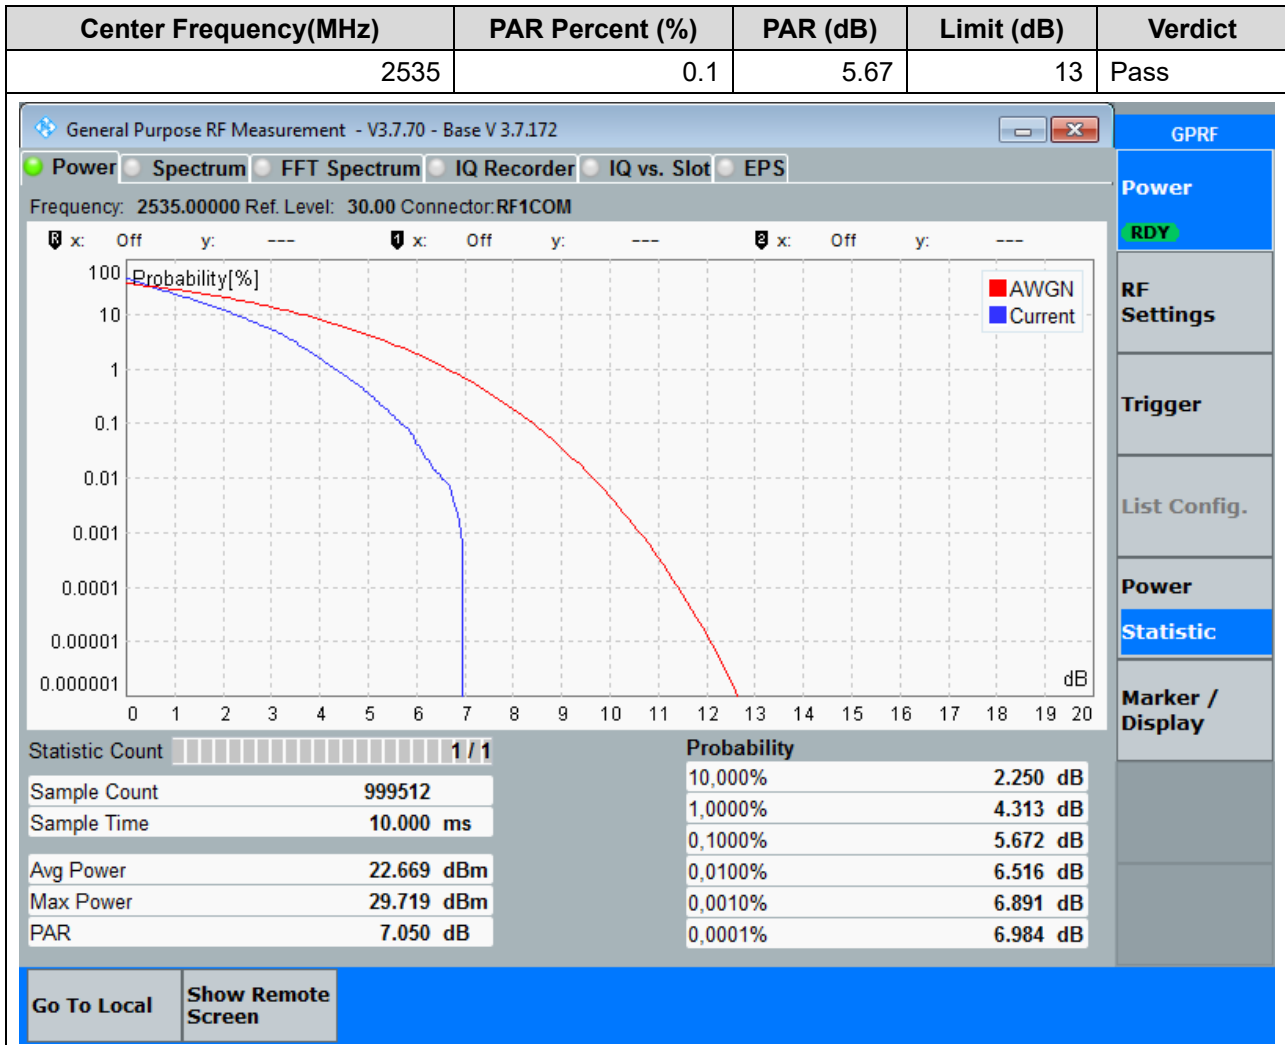 Center Frequency(MHz) PAR Percent (%) PAR (dB) Limit (dB) Verdict
2535 0.1 5.67 13 Pass
General Purpose RF Measurement - V3.7.70 - Base V 3.7.172
GPRF
Power Spectrum FFT Spectrum IQ Recorder IQ vs. Slot EPS
Frequency: 2535.00000 Ref. Level: 30.00 Connector:RF1COM
R x: Off y: --- 1 x: Off y: --- 2 x: Off y: ---
Probability[%]
AWGN
Current
100
10
1
0.1
0.01
0.001
0.0001
0.00001
0.000001
dB
0 1 2 3 4 5 6 7 8 9 10 11 12 13 14 15 16 17 18 19 20
Statistic Count 1 / 1
Sample Count 999512
Sample Time 10.000 ms
Avg Power 22.669 dBm
Max Power 29.719 dBm
PAR 7.050 dB
Probability
10,000% 2.250 dB
1,0000% 4.313 dB
0,1000% 5.672 dB
0,0100% 6.516 dB
0,0010% 6.891 dB
0,0001% 6.984 dB
Power
RDY
RF
Settings
Trigger
List Config.
Power
Statistic
Marker /
Display
Go To Local
Show Remote
Screen